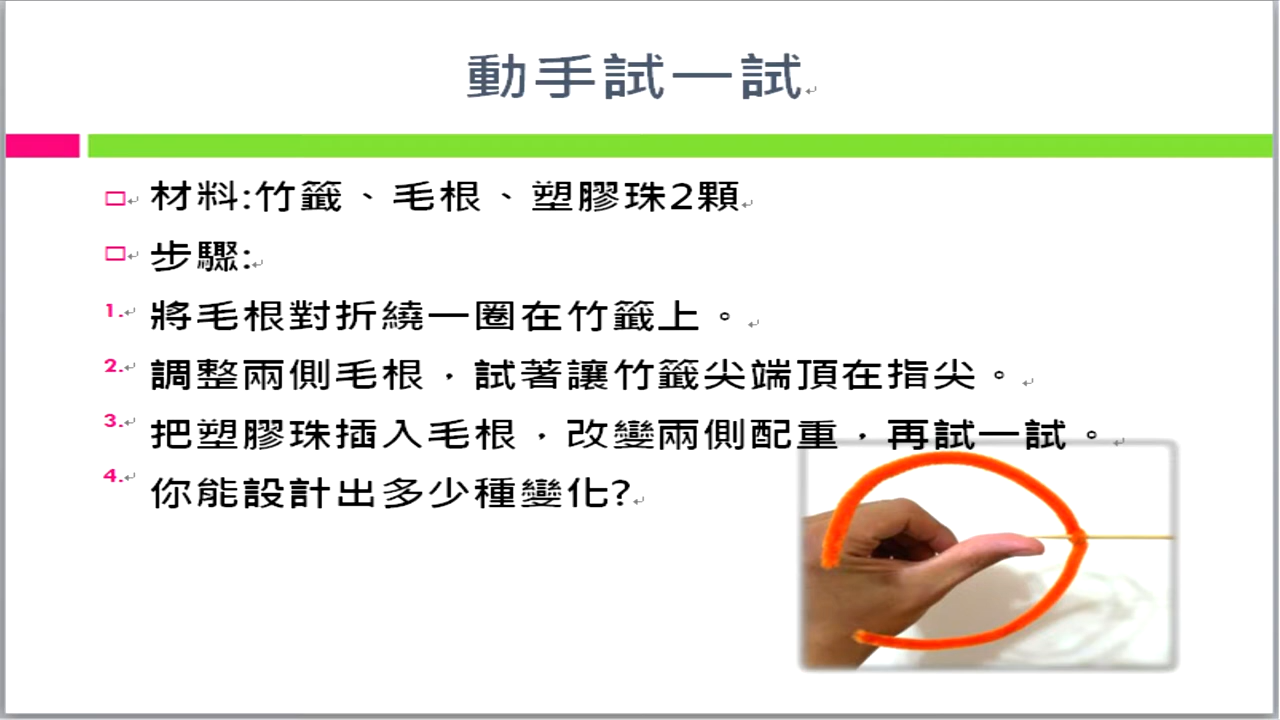 動手試一試
材料:竹籤、毛根、塑膠珠2顆
步驟:
1. 將毛根對折繞一圈在竹籤上。
2. 調整兩側毛根，試著讓竹籤尖端頂在指尖。
3. 把塑膠珠插入毛根，改變兩側配重，再試一試。
4. 你能設計出多少種變化?